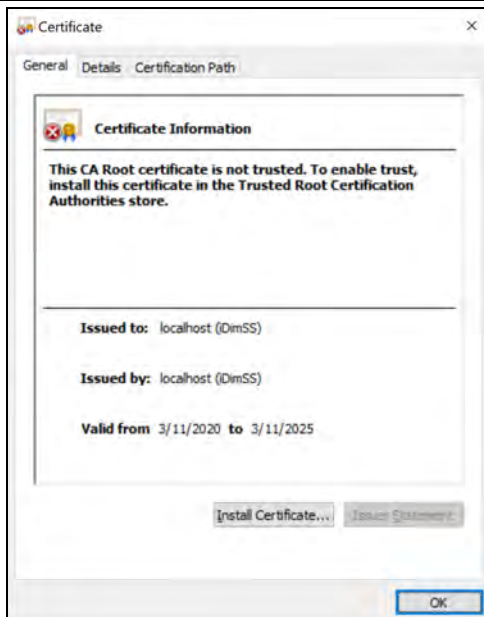 Certificate
General Details Certification Path
Certificate Information
This CA Root certificate is not trusted. To enable trust,
install this certificate in the Trusted Root Certification
Authorities store.
Issued to: localhost (iDimSS)
Issued by: localhost (iDimSS)
Valid from 3/11/2020 to 3/11/2025
Install Certificate... Issuer Statement
OK